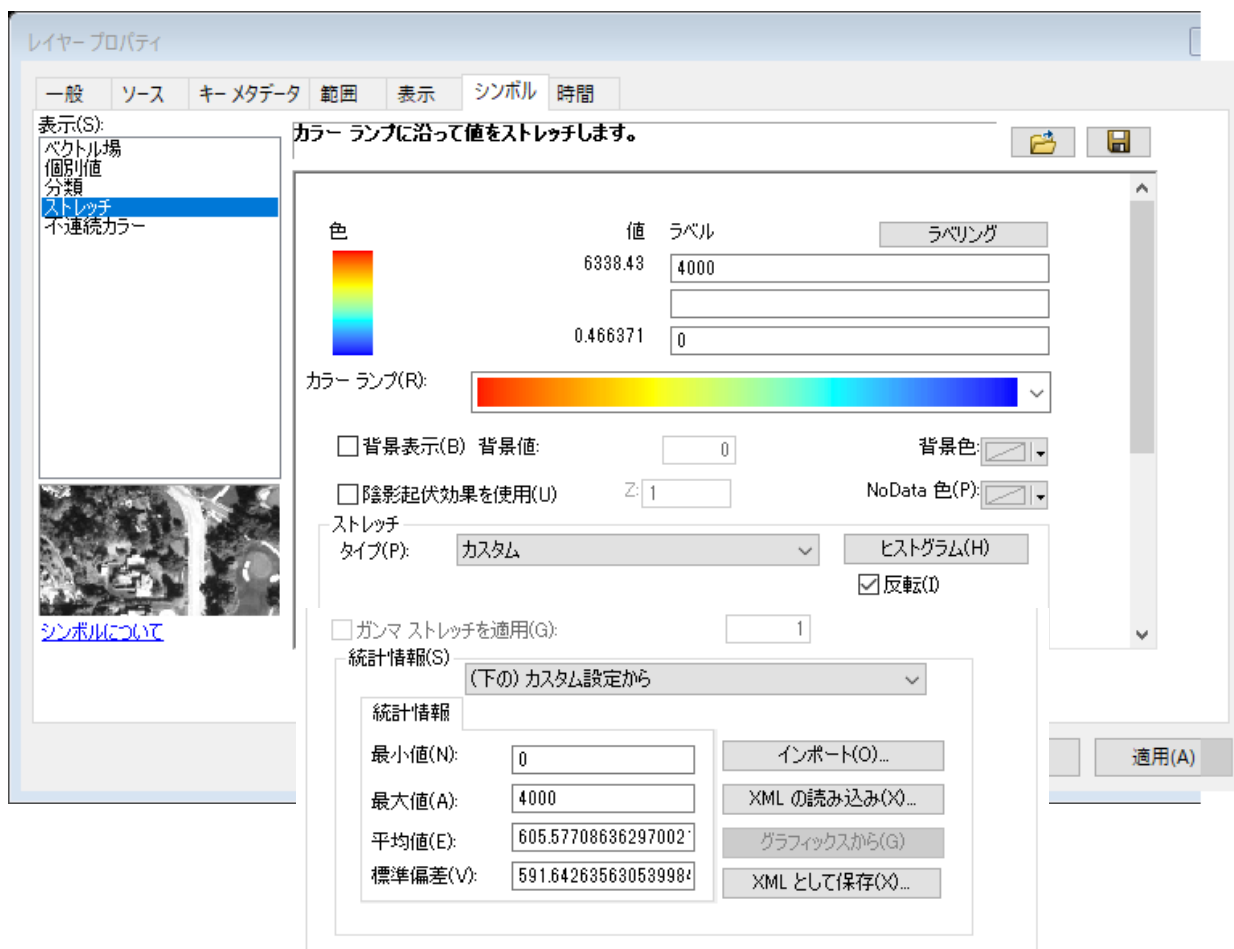 レイヤー プロパティ
一般 ソース キー メタデータ 範囲 表示 シンボル 時間
表示(S):
ベクトル場
個別値
分類
ストレッチ
不連続カラー
カラー ランプに沿って値をストレッチします。
色 値 ラベル ラベリング
6338.43 4000
0.466371 0
カラー ランプ(R):
背景表示(B) 背景値: 0 背景色:
陰影起伏効果を使用(U) Z: 1 NoData 色(P):
ストレッチ
タイプ(P): カスタム ヒストグラム(H)
反転(I)
シンボルについて
ガンマ ストレッチを適用(G): 1
統計情報(S)
(下の) カスタム設定から
統計情報
最小値(N): 0 インポート(O)...
最大値(A): 4000 XML の読み込み(X)...
平均値(E): 605.57708636297002 グラフィックスから(G)
標準偏差(V): 591.64263563053998 XML として保存(X)...
適用(A)